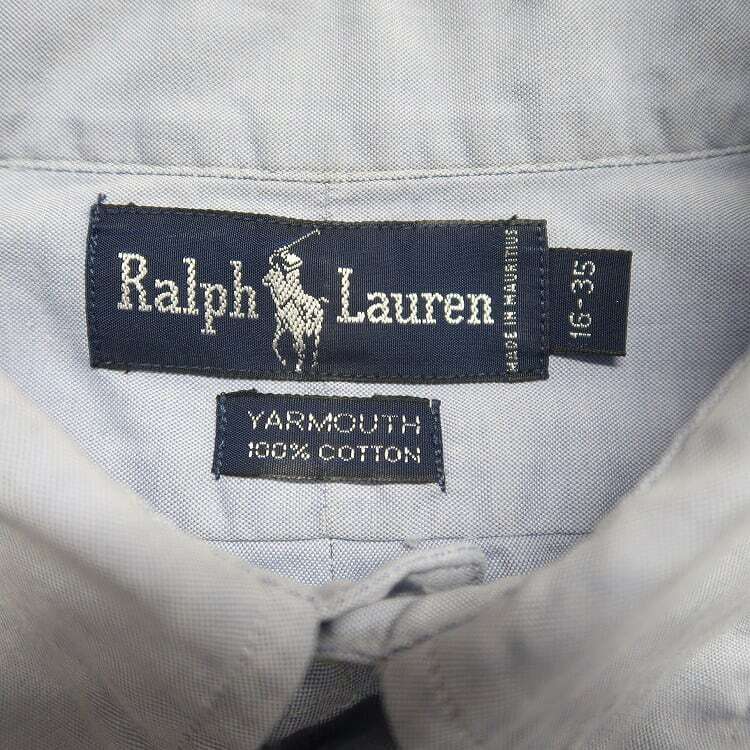 Ralph Lauren
MADE IN MAURITIUS
16-35
YARMOUTH
100% COTTON